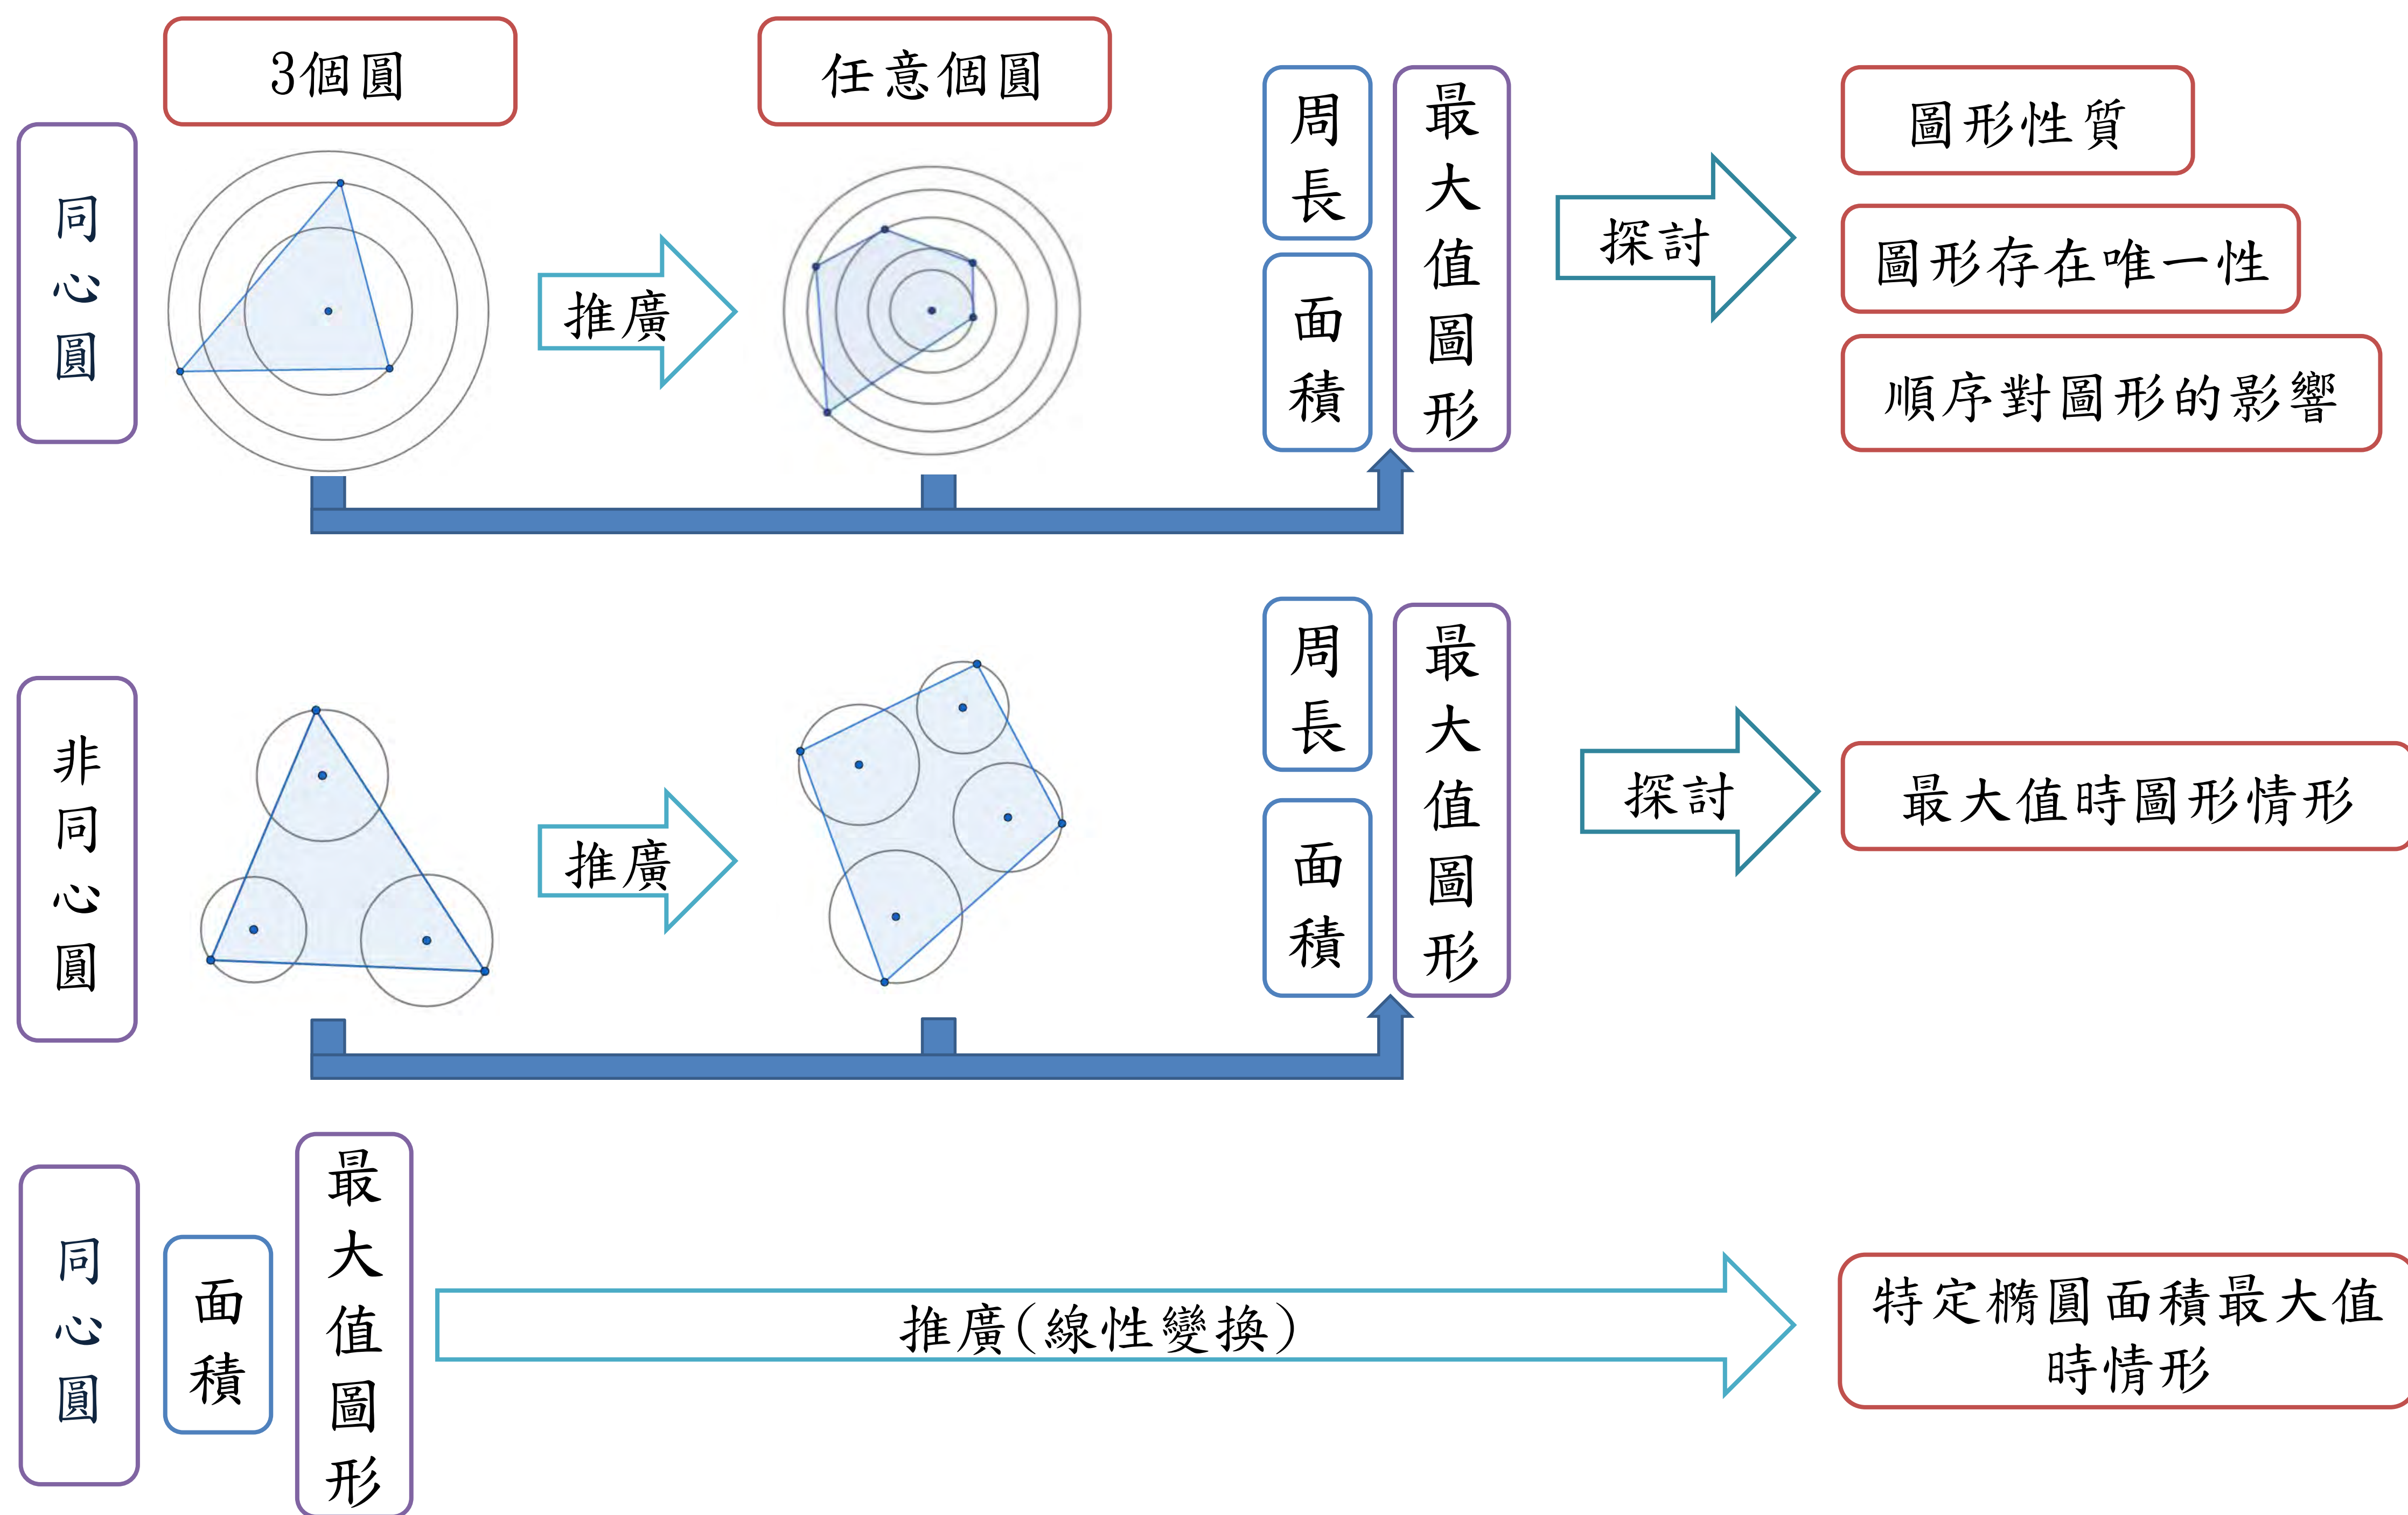 3個圓
任意個圓
同心圓
推廣
周長
面積
最大值圖形
探討
圖形性質
圖形存在唯一性
順序對圖形的影響
非同心圓
推廣
周長
面積
最大值圖形
探討
最大值時圖形情形
同心圓
面積
最大值圖形
推廣(線性變換)
特定橢圓面積最大值
時情形